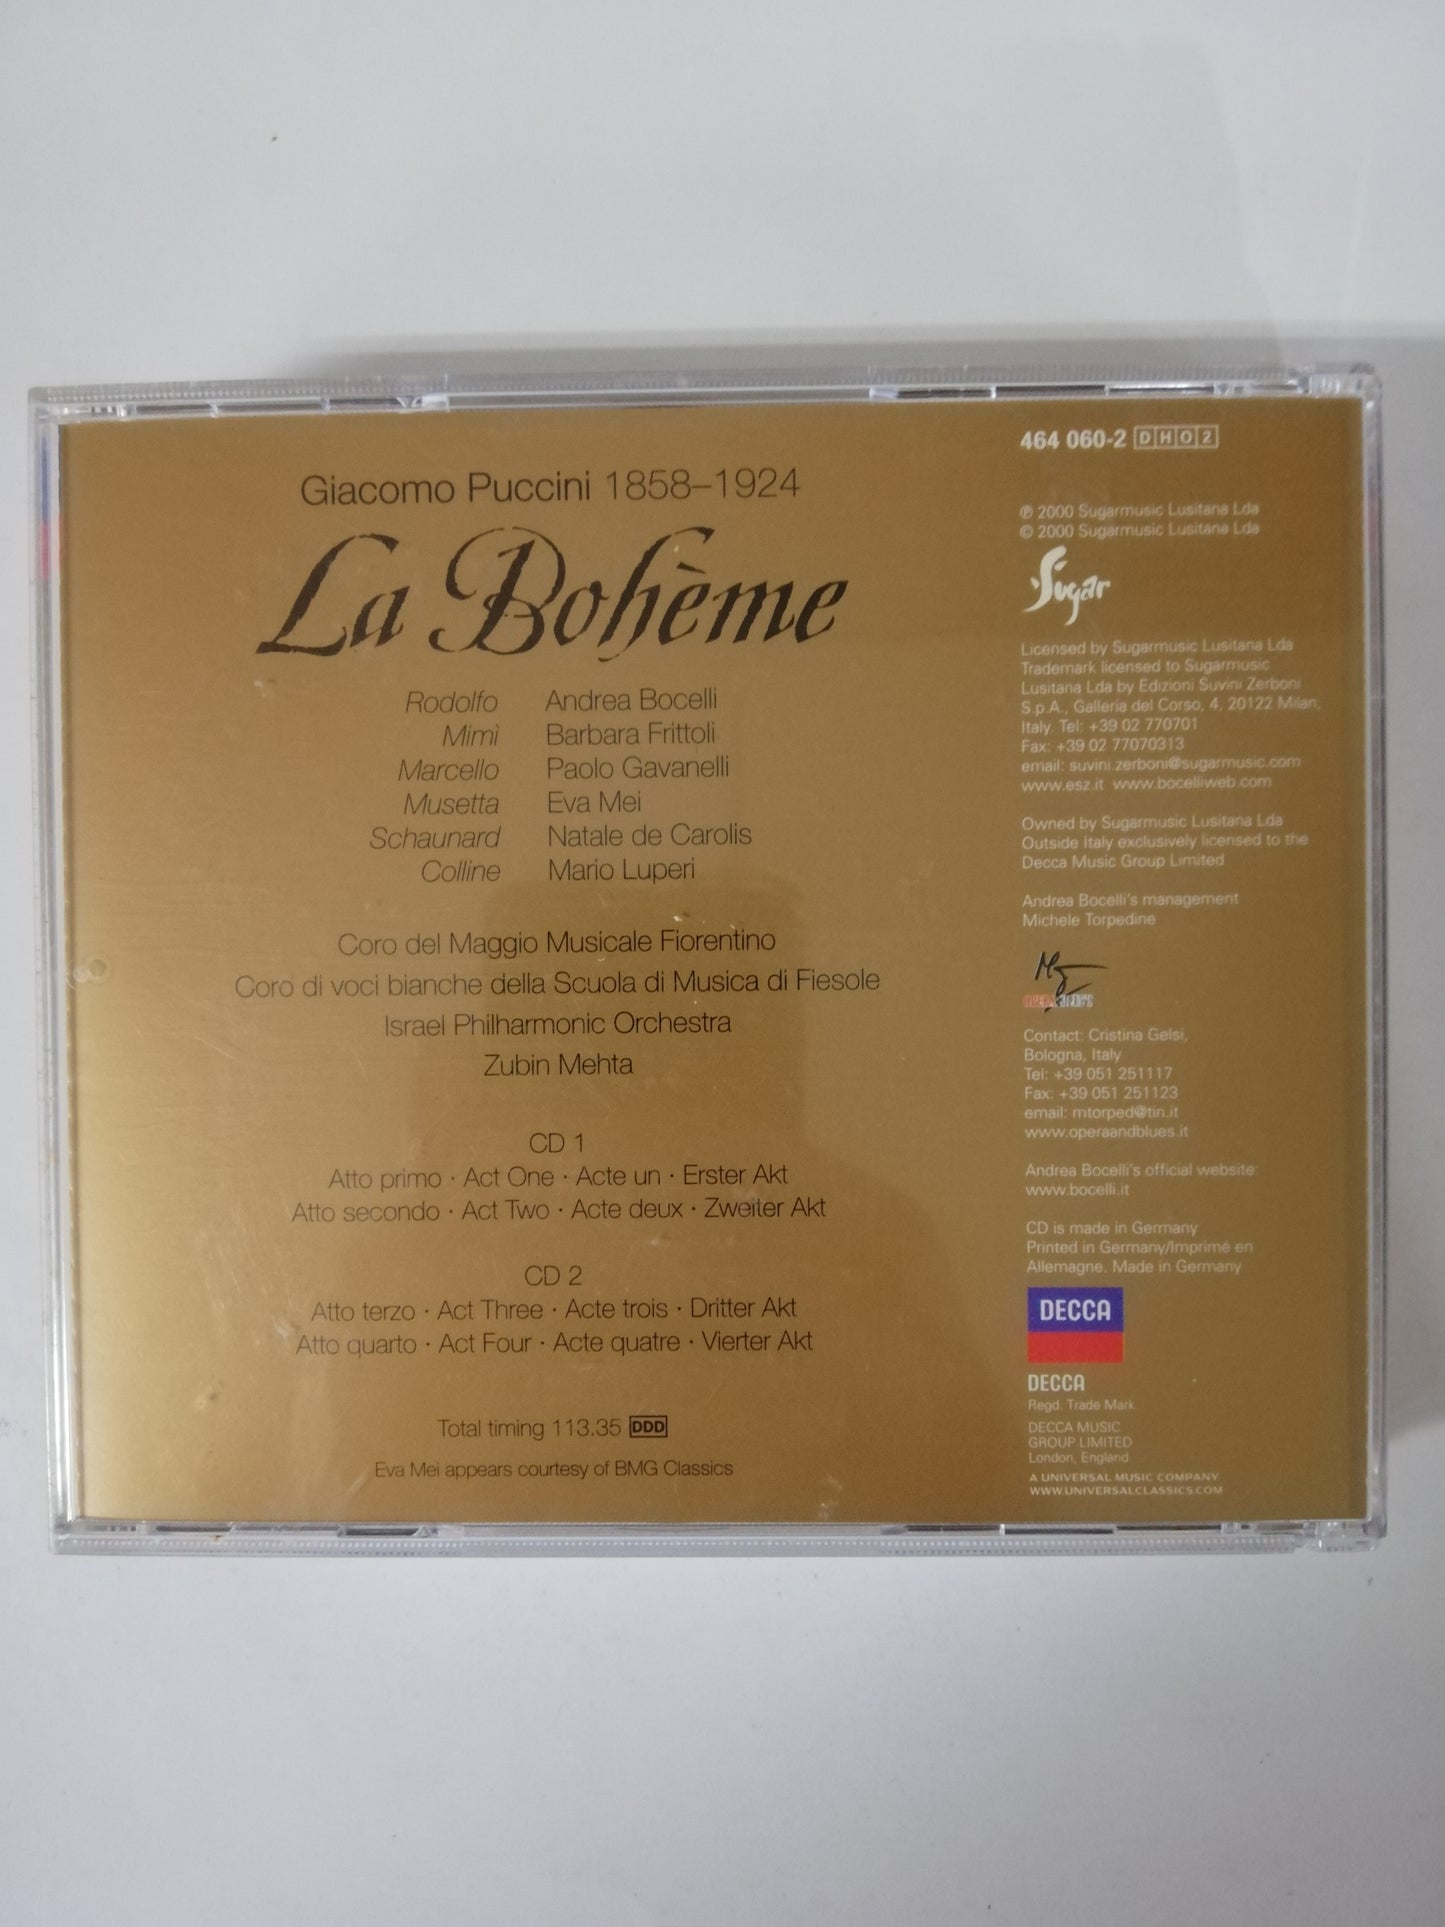 Giacomo Puccini 1858–1924
La Bohème
Rodolfo Andrea Bocelli
Mimì Barbara Frittoli
Marcello Paolo Gavanelli
Musetta Eva Mei
Schaunard Natale de Carolis
Colline Mario Luperi
Coro del Maggio Musicale Fiorentino
Coro di voci bianche della Scuola di Musica di Fiesole
Israel Philharmonic Orchestra
Zubin Mehta
CD 1
Atto primo · Act One · Acte un · Erster Akt
Atto secondo · Act Two · Acte deux · Zweiter Akt
CD 2
Atto terzo · Act Three · Acte trois · Dritter Akt
Atto quarto · Act Four · Acte quatre · Vierter Akt
Total timing 113.35 DDD
Eva Mei appears courtesy of BMG Classics
464 060-2 DHO2
℗ 2000 Sugarmusic Lusitana Lda
© 2000 Sugarmusic Lusitana Lda
Sugar
Licensed by Sugarmusic Lusitana Lda
Trademark licensed to Sugarmusic
Lusitana Lda by Edizioni Suvini Zerboni
S.p.A., Galleria del Corso, 4, 20122 Milan,
Italy. Tel: +39 02 770701
Fax: +39 02 77070313
email: suvini.zerboni@sugarmusic.com
www.esz.it www.bocelliweb.com
Owned by Sugarmusic Lusitana Lda
Outside Italy exclusively licensed to the
Decca Music Group Limited
Andrea Bocelli's management
Michele Torpedine
Contact: Cristina Gelsi,
Bologna, Italy
Tel: +39 051 251117
Fax: +39 051 251123
email: mtorped@tin.it
www.operaandblues.it
Andrea Bocelli's official website:
www.bocelli.it
CD is made in Germany
Printed in Germany/Imprimé en
Allemagne. Made in Germany
DECCA
DECCA
Regd. Trade Mark
DECCA MUSIC
GROUP LIMITED
London, England
A UNIVERSAL MUSIC COMPANY
WWW.UNIVERSALCLASSICS.COM